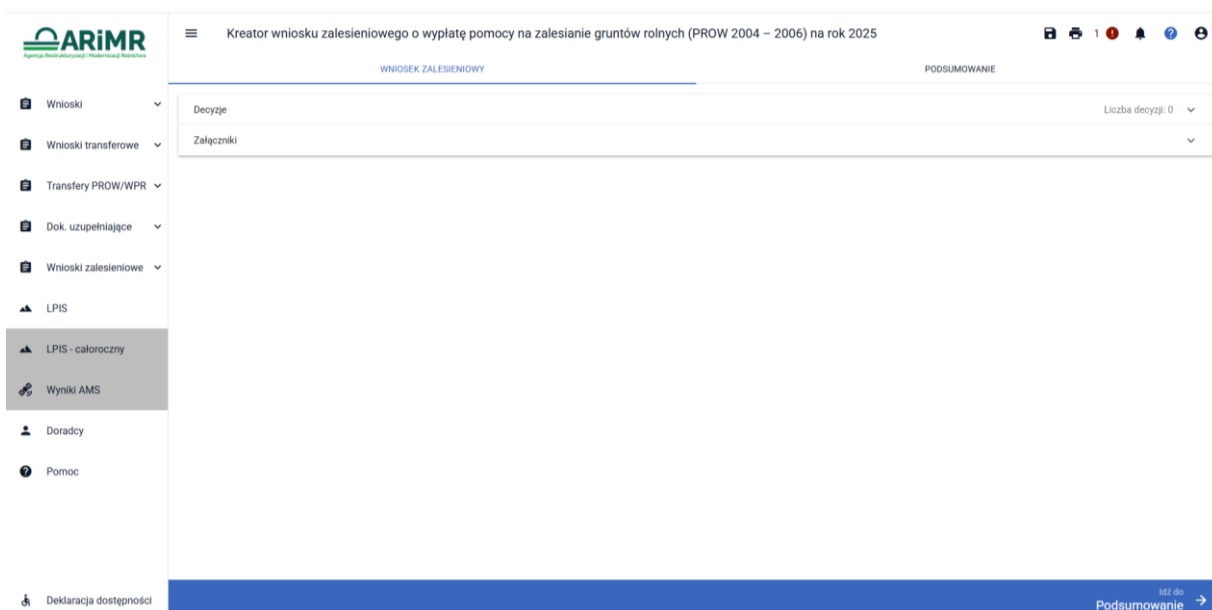 ARiMR
Agencja Restrukturyzacji i Modernizacji Rolnictwa
Kreator wniosku zalesieniowego o wypłatę pomocy na zalesianie gruntów rolnych (PROW 2004 – 2006) na rok 2025
1
WNIOSEK ZALESIENIOWY
PODSUMOWANIE
Wnioski
Wnioski transferowe
Transfery PROW/WPR
Dok. uzupełniające
Wnioski zalesieniowe
LPIS
LPIS - całoroczny
Wyniki AMS
Doradcy
Pomoc
Deklaracja dostępności
Decyzje
Liczba decyzji: 0
Załączniki
Idź do
Podsumowanie